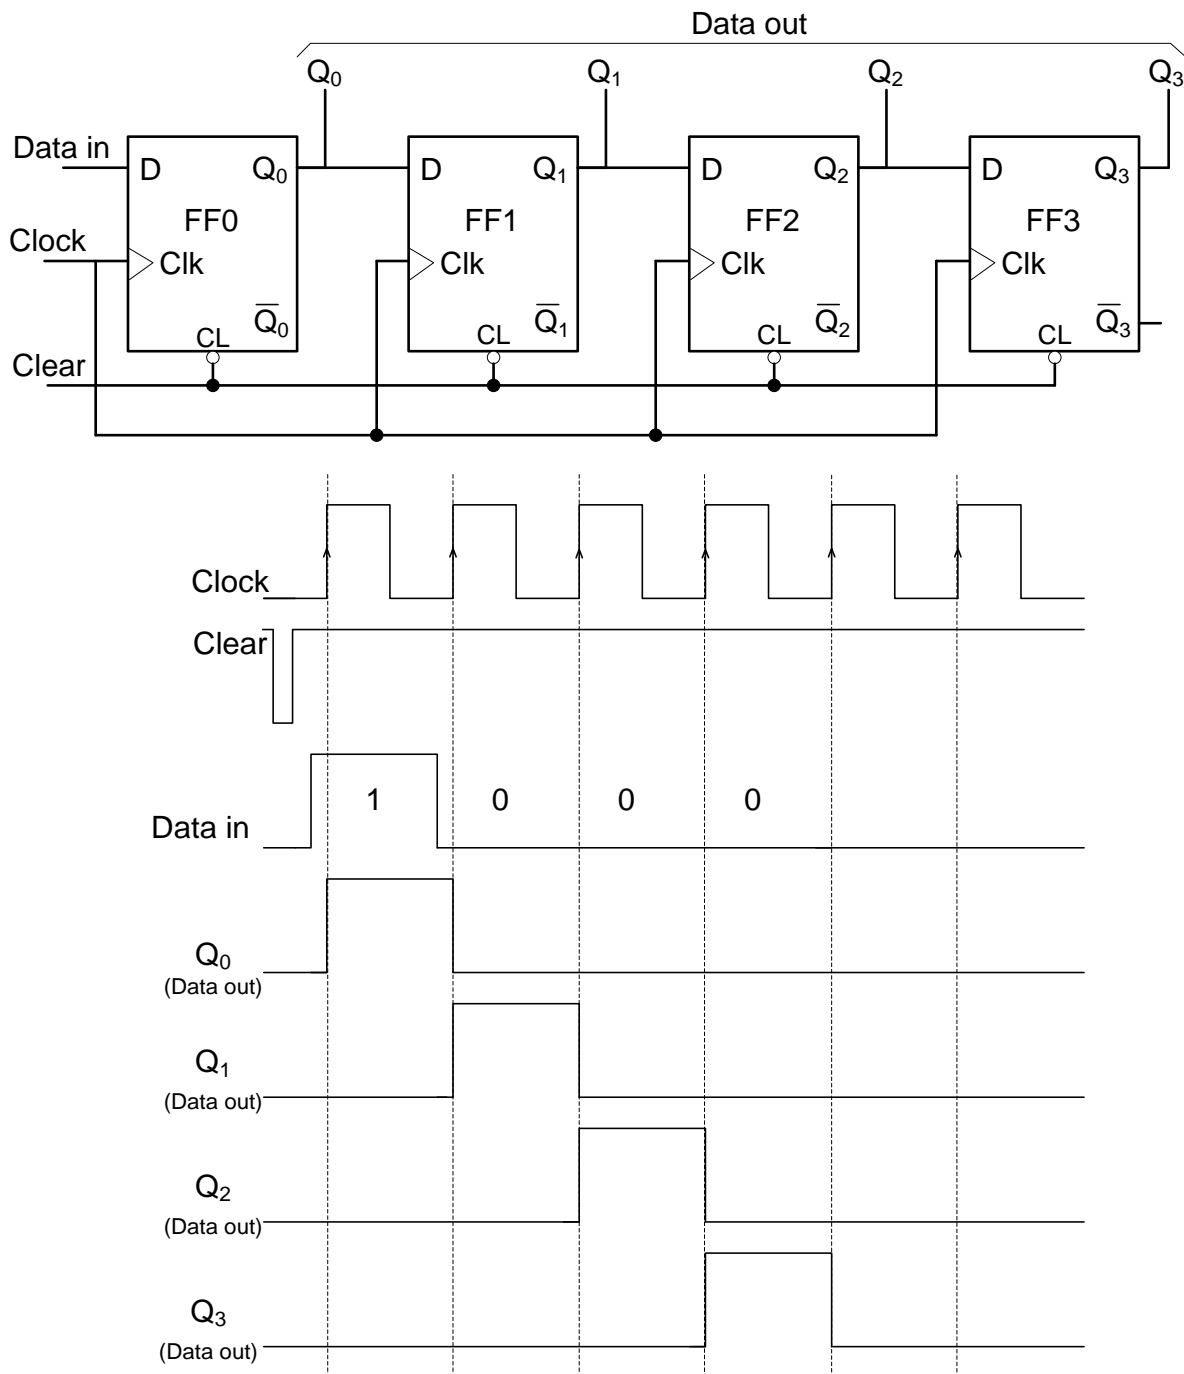 Data out
Q₀ Q₁ Q₂ Q₃
Data in D Q₀ D Q₁ D Q₂ D Q₃
FF0 FF1 FF2 FF3
Clock Clk Clk Clk Clk
Q̅₀ Q̅₁ Q̅₂ Q̅₃
CL CL CL CL
Clear
Clock
Clear
1 0 0 0
Data in
Q₀
(Data out)
Q₁
(Data out)
Q₂
(Data out)
Q₃
(Data out)